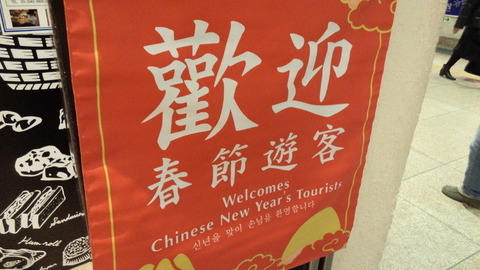 歡迎
春節遊客
Welcomes
Chinese New Year's Tourists
신년을 맞이 손님을 환영합니다
Sandwich
Ham roll